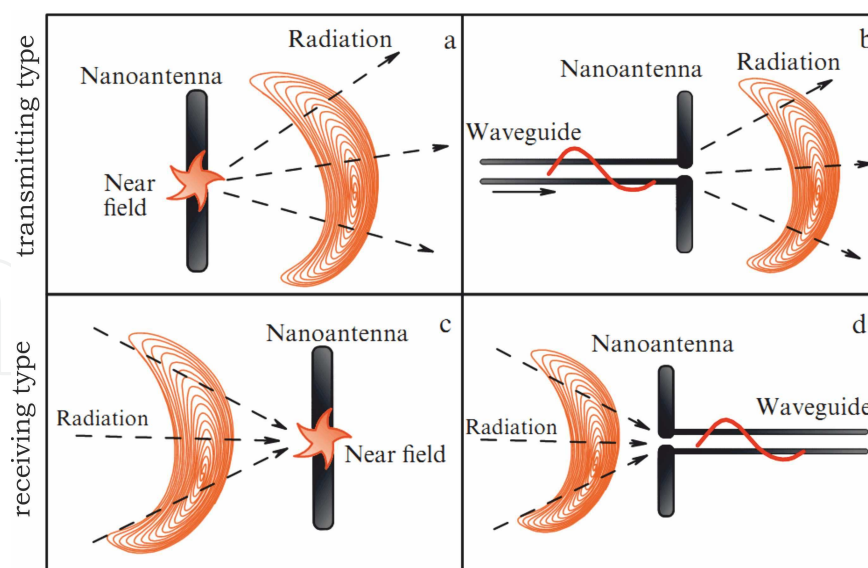 transmitting type
a
Radiation
Nanoantenna
Near
field
b
Radiation
Nanoantenna
Waveguide
receiving type
c
Nanoantenna
Radiation
Near field
d
Nanoantenna
Waveguide
Radiation